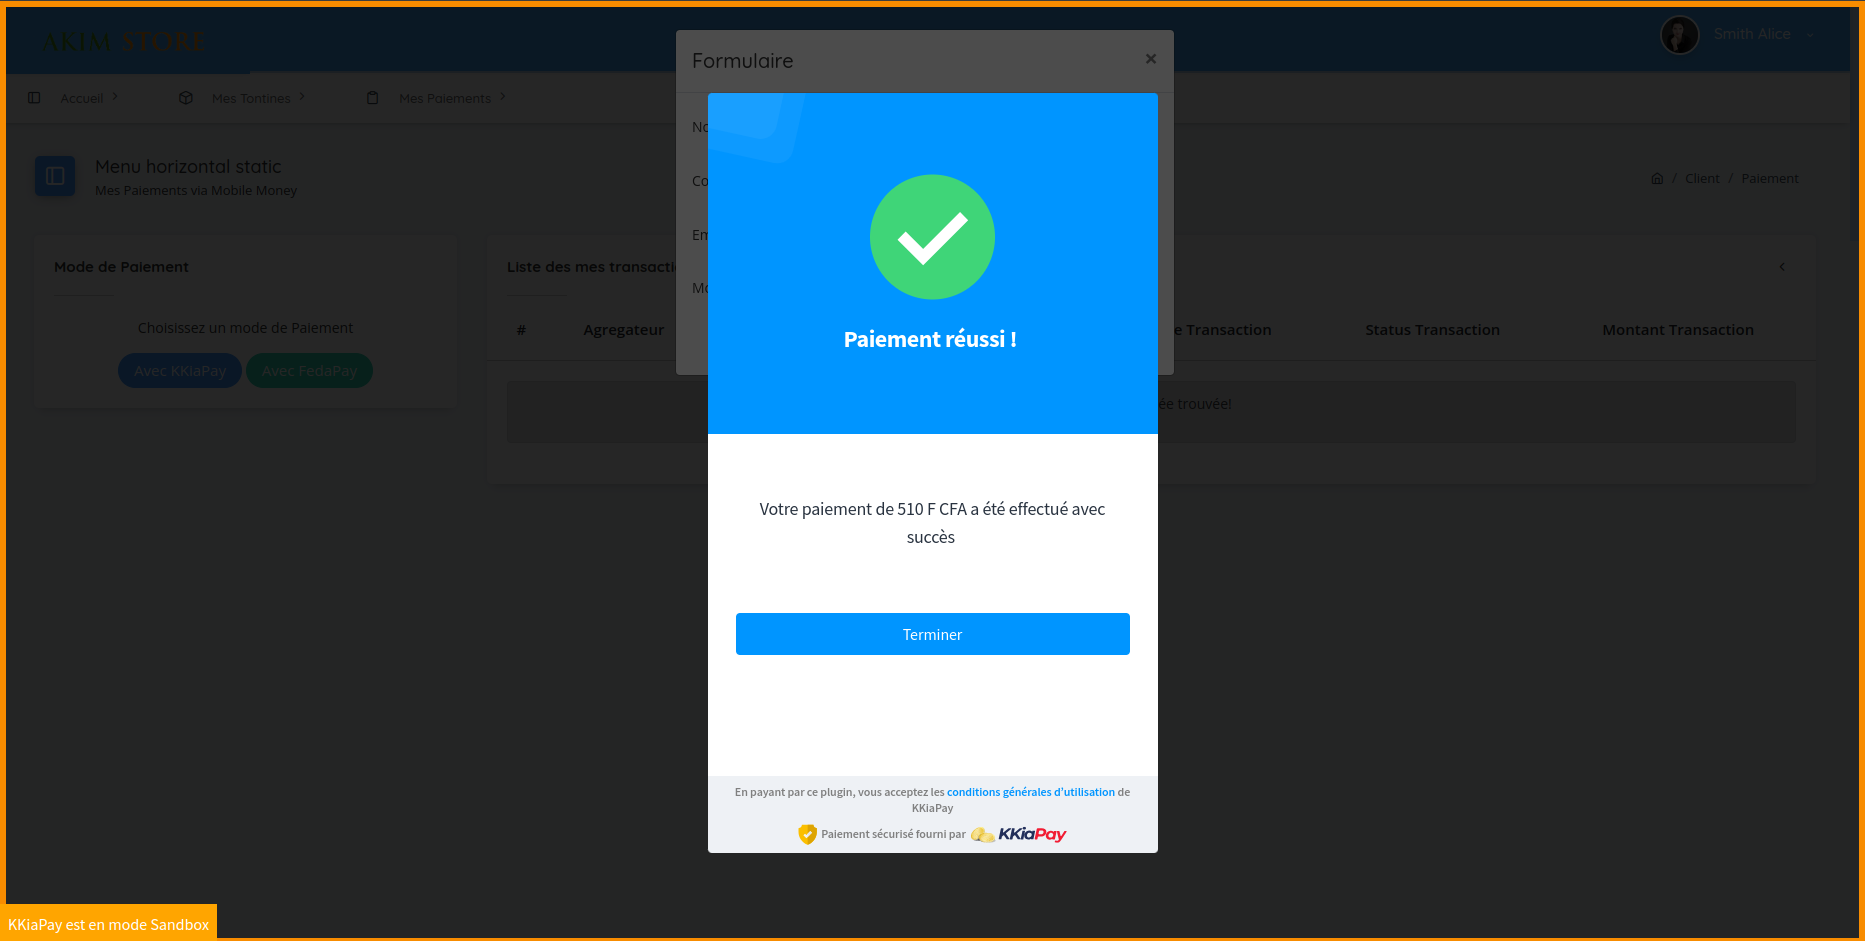 AKIM STORE
Smith Alice
Formulaire ×
Accueil
Mes Tontines
Mes Paiements
Menu horizontal static
Mes Paiements via Mobile Money
/ Client / Paiement
No
Co
Em
Mo
Mode de Paiement
Choisissez un mode de Paiement
Avec KKiaPay
Avec FedaPay
Liste des mes transacti
# Agregateur e Transaction Status Transaction Montant Transaction
ée trouvée!
Paiement réussi !
Votre paiement de 510 F CFA a été effectué avec
succès
Terminer
En payant par ce plugin, vous acceptez les conditions générales d'utilisation de
KKiaPay
Paiement sécurisé fourni par KKiaPay
KKiaPay est en mode Sandbox